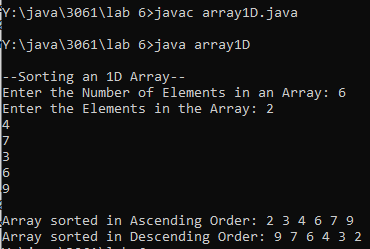 Y:\java\3061\lab 6>javac array1D.java
Y:\java\3061\lab 6>java array1D
--Sorting an 1D Array--
Enter the Number of Elements in an Array: 6
Enter the Elements in the Array: 2
4
7
3
6
9
Array sorted in Ascending Order: 2 3 4 6 7 9
Array sorted in Descending Order: 9 7 6 4 3 2